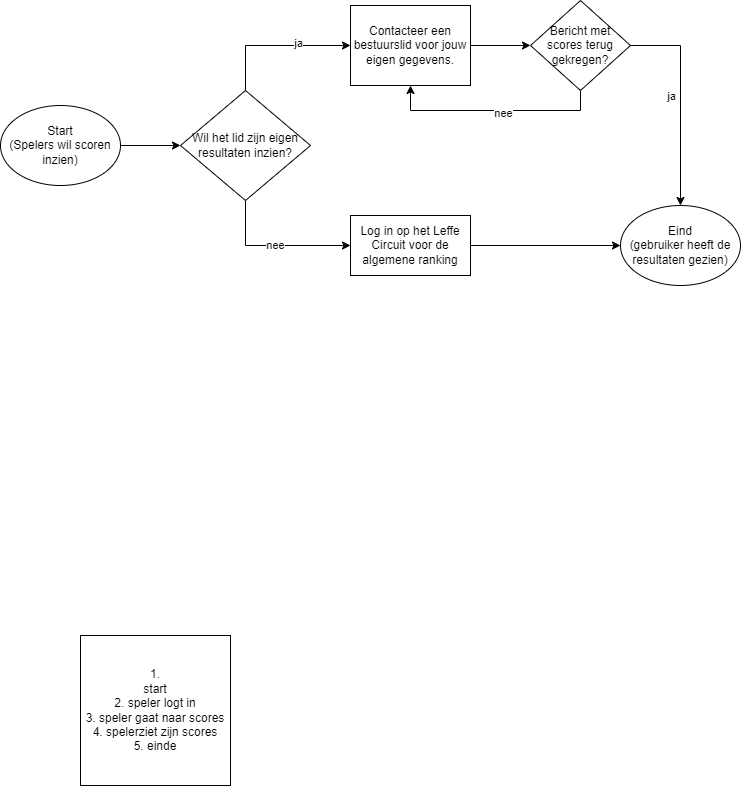 Start
(Spelers wil scoren
inzien)
Wil het lid zijn eigen
resultaten inzien?
ja
Contacteer een
bestuurslid voor jouw
eigen gegevens.
Bericht met
scores terug
gekregen?
nee
ja
nee
Log in op het Leffe
Circuit voor de
algemene ranking
Eind
(gebruiker heeft de
resultaten gezien)
1.
start
2. speler logt in
3. speler gaat naar scores
4. spelerziet zijn scores
5. einde